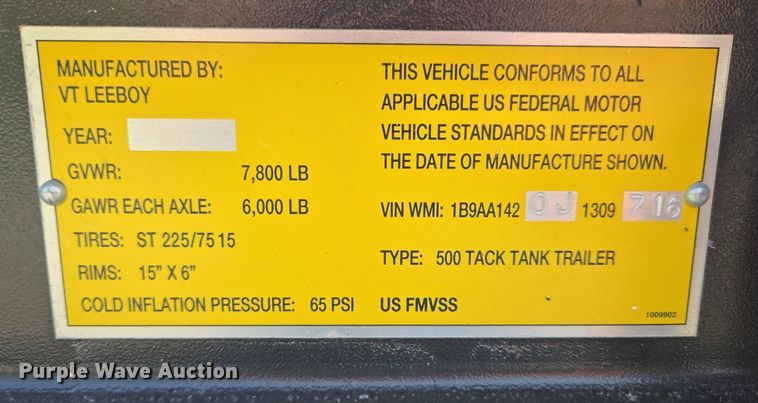 MANUFACTURED BY:
VT LEEBOY
YEAR:
GVWR: 7,800 LB
GAWR EACH AXLE: 6,000 LB
TIRES: ST 225/75 15
RIMS: 15" X 6"
COLD INFLATION PRESSURE: 65 PSI
THIS VEHICLE CONFORMS TO ALL
APPLICABLE US FEDERAL MOTOR
VEHICLE STANDARDS IN EFFECT ON
THE DATE OF MANUFACTURE SHOWN.
VIN WMI: 1B9AA142 0J 1309 716
TYPE: 500 TACK TANK TRAILER
US FMVSS
1009902
Purple Wave Auction